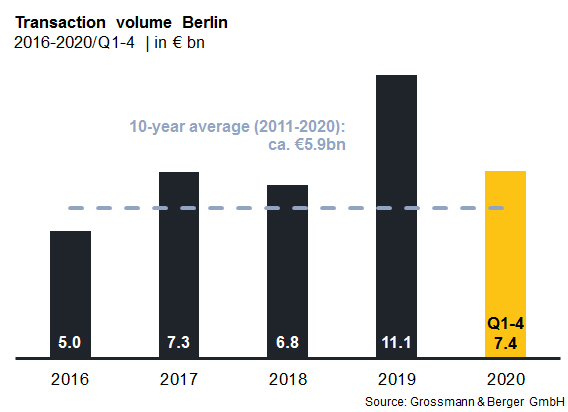 Transaction volume Berlin
2016-2020/Q1-4 | in € bn
10-year average (2011-2020):
ca. €5.9bn
Q1-4
5.0 7.3 6.8 11.1 7.4
2016 2017 2018 2019 2020
Source: Grossmann & Berger GmbH